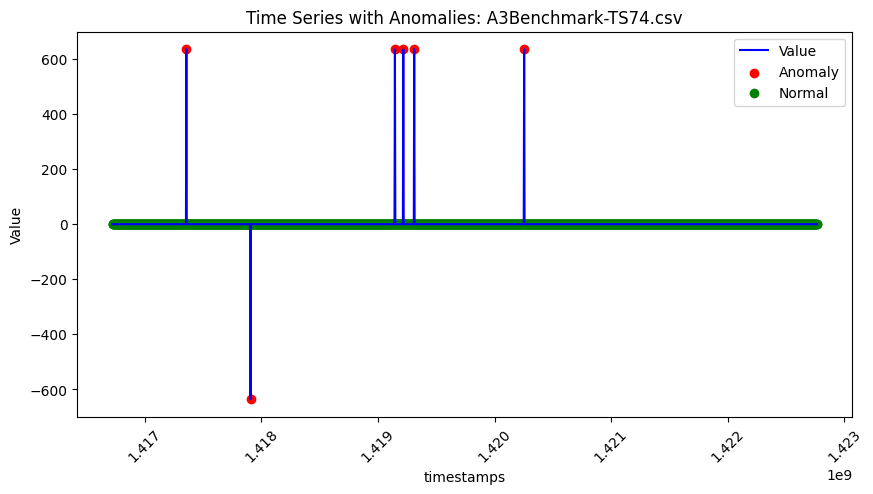 Time Series with Anomalies: A3Benchmark-TS74.csv
Value
Anomaly
Normal
600
400
200
0
−200
−400
−600
Value
1.417
1.418
1.419
1.420
1.421
1.422
1.423
1e9
timestamps